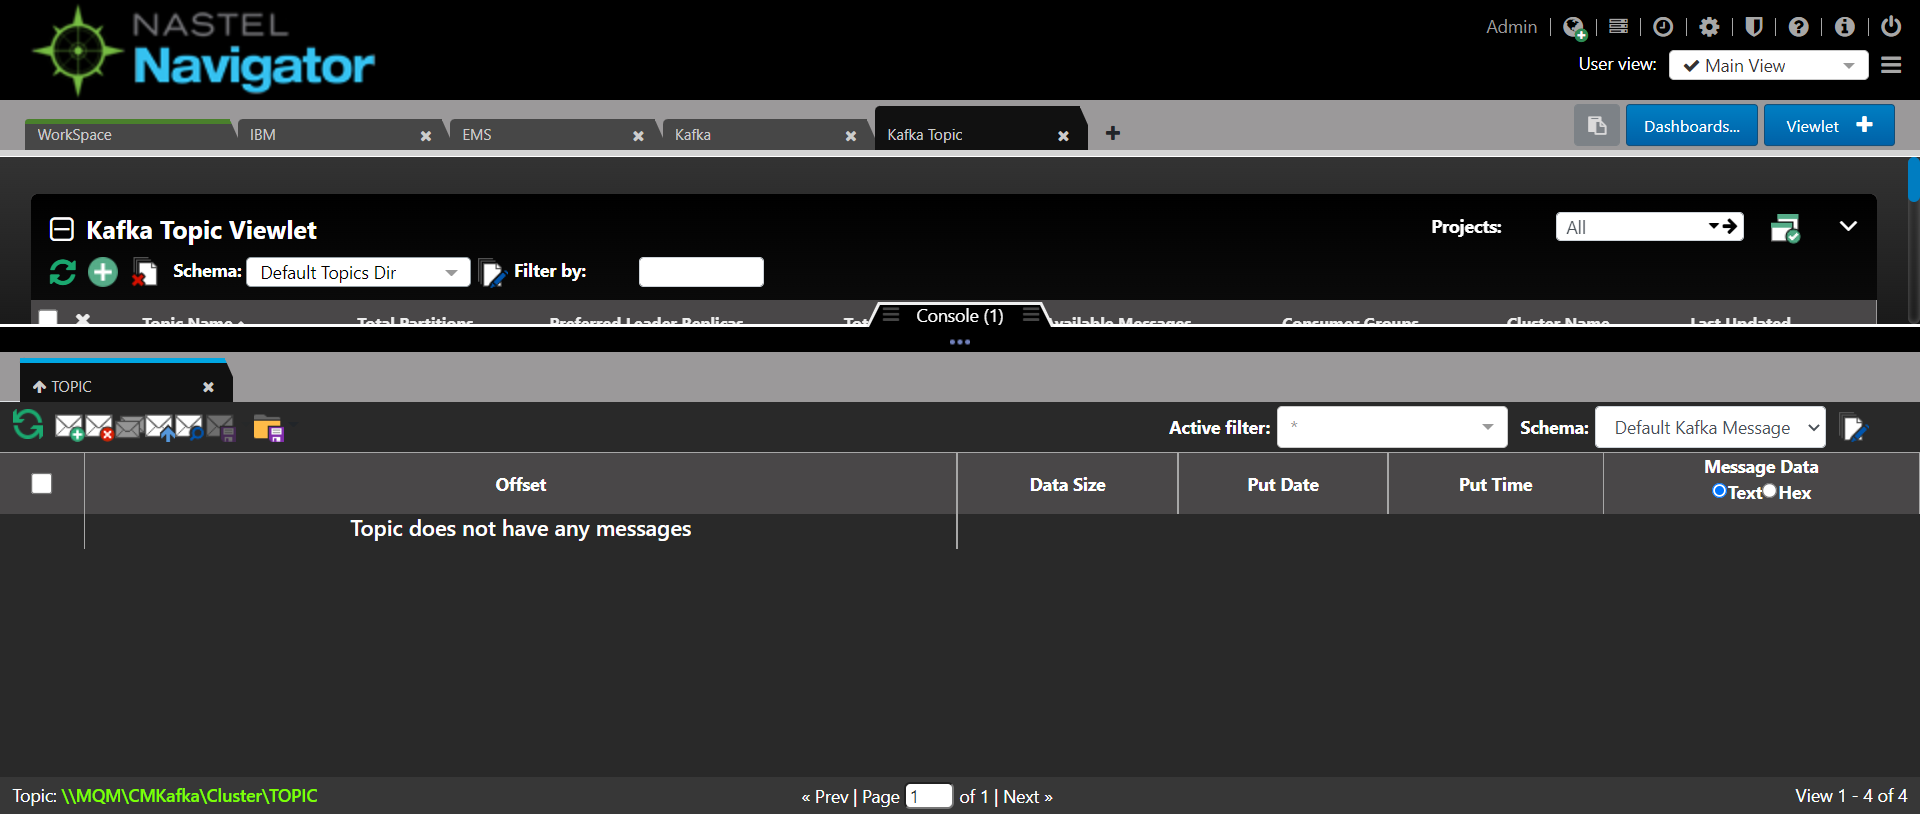 NASTEL
Navigator
Admin
User view: Main View
WorkSpace
IBM
EMS
Kafka
Kafka Topic
Dashboards...
Viewlet
Kafka Topic Viewlet
Projects: All
Schema: Default Topics Dir Filter by:
Topic Name Total Partitions Preferred Leader Replicas Tot Available Messages Consumer Groups Cluster Name Last Updated
Console (1)
TOPIC
Active filter: * Schema: Default Kafka Message
Offset Data Size Put Date Put Time Message Data
Text Hex
Topic does not have any messages
Topic: \\MQM\CMKafka\Cluster\TOPIC
« Prev | Page 1 of 1 | Next »
View 1 - 4 of 4